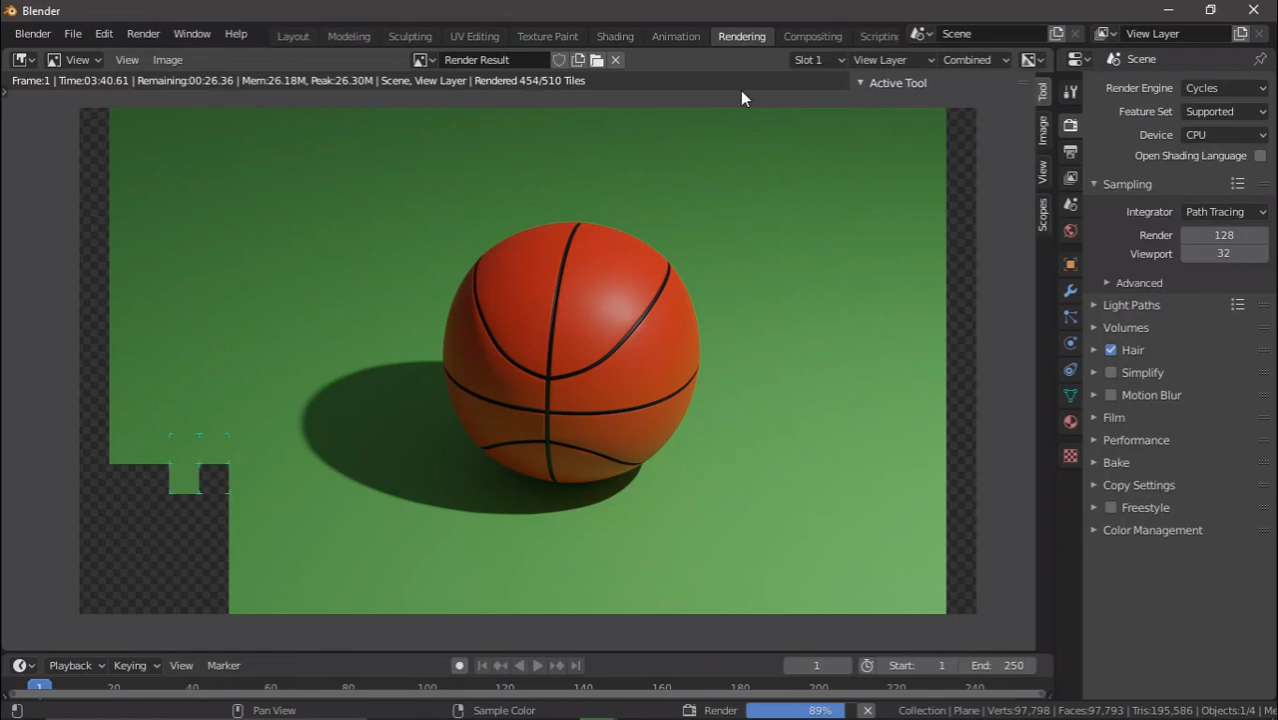 Blender
Blender File Edit Render Window Help Layout Modeling Sculpting UV Editing Texture Paint Shading Animation Rendering Compositing Scripting Scene View Layer
View View Image Render Result Slot 1 View Layer Combined Scene
Frame:1 | Time:03:40.61 | Remaining:00:26.36 | Mem:26.18M, Peak:26.30M | Scene, View Layer | Rendered 454/510 Tiles
Active Tool
Tool
Image
View
Scopes
Render Engine Cycles
Feature Set Supported
Device CPU
Open Shading Language
Sampling
Integrator Path Tracing
Render 128
Viewport 32
Advanced
Light Paths
Volumes
Hair
Simplify
Motion Blur
Film
Performance
Bake
Copy Settings
Freestyle
Color Management
Playback Keying View Marker 1 Start: 1 End: 250
1 20 40 60 80 100 120 140 160 180 200 220 240
Pan View Sample Color Render 89% Collection | Plane | Verts:97,798 | Faces:97,793 | Tris:195,586 | Objects:1/4 | Me